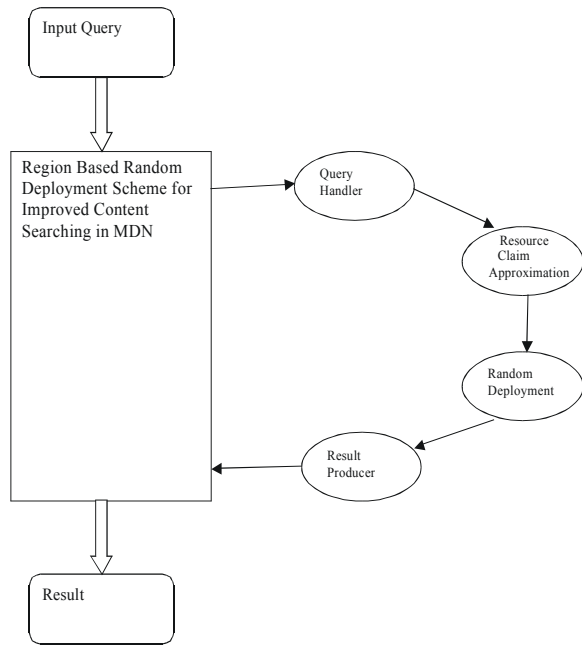 Input Query
Region Based Random
Deployment Scheme for
Improved Content
Searching in MDN
Query
Handler
Resource
Claim
Approximation
Random
Deployment
Result
Producer
Result